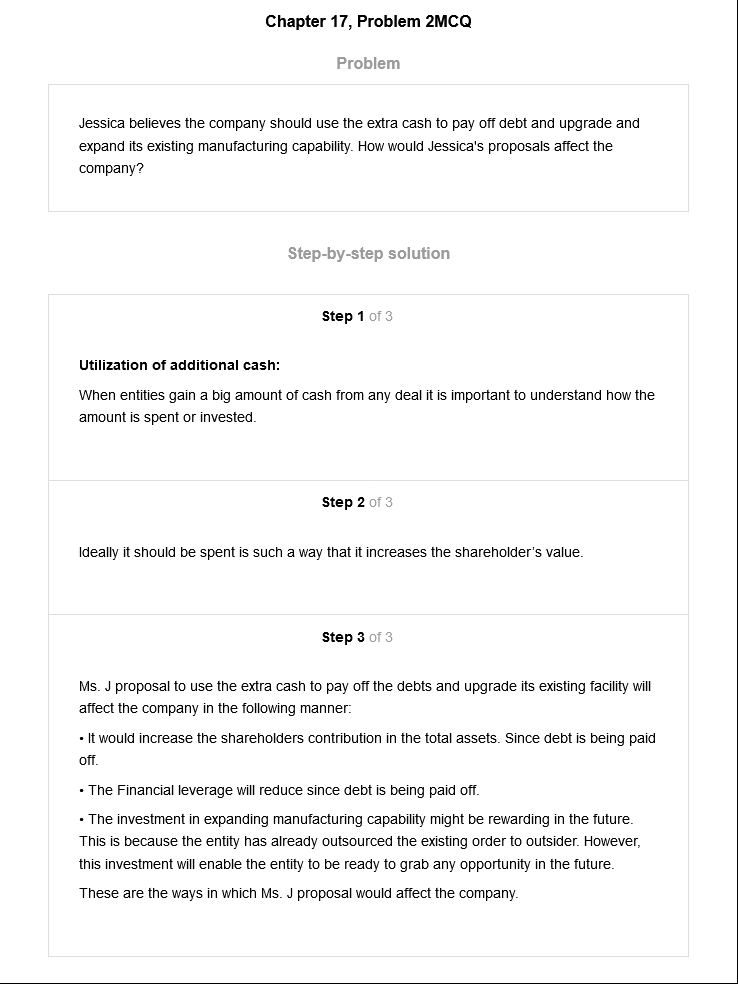 Chapter 17, Problem 2MCQ
Problem
Jessica believes the company should use the extra cash to pay off debt and upgrade and
expand its existing manufacturing capability. How would Jessica's proposals affect the
company?
Step-by-step solution
Step 1 of 3
Utilization of additional cash:
When entities gain a big amount of cash from any deal it is important to understand how the
amount is spent or invested.
Step 2 of 3
Ideally it should be spent is such a way that it increases the shareholder’s value.
Step 3 of 3
Ms. J proposal to use the extra cash to pay off the debts and upgrade its existing facility will
affect the company in the following manner:
• It would increase the shareholders contribution in the total assets. Since debt is being paid
off.
• The Financial leverage will reduce since debt is being paid off.
• The investment in expanding manufacturing capability might be rewarding in the future.
This is because the entity has already outsourced the existing order to outsider. However,
this investment will enable the entity to be ready to grab any opportunity in the future.
These are the ways in which Ms. J proposal would affect the company.